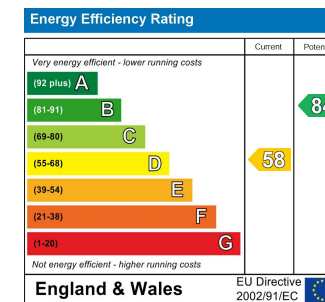 Energy Efficiency Rating
Current
Very energy efficient - lower running costs
(92 plus) A
(81-91) B
84
(69-80) C
(55-68) D
58
(39-54) E
(21-38) F
(1-20) G
Not energy efficient - higher running costs
England & Wales
EU Directive
2002/91/EC